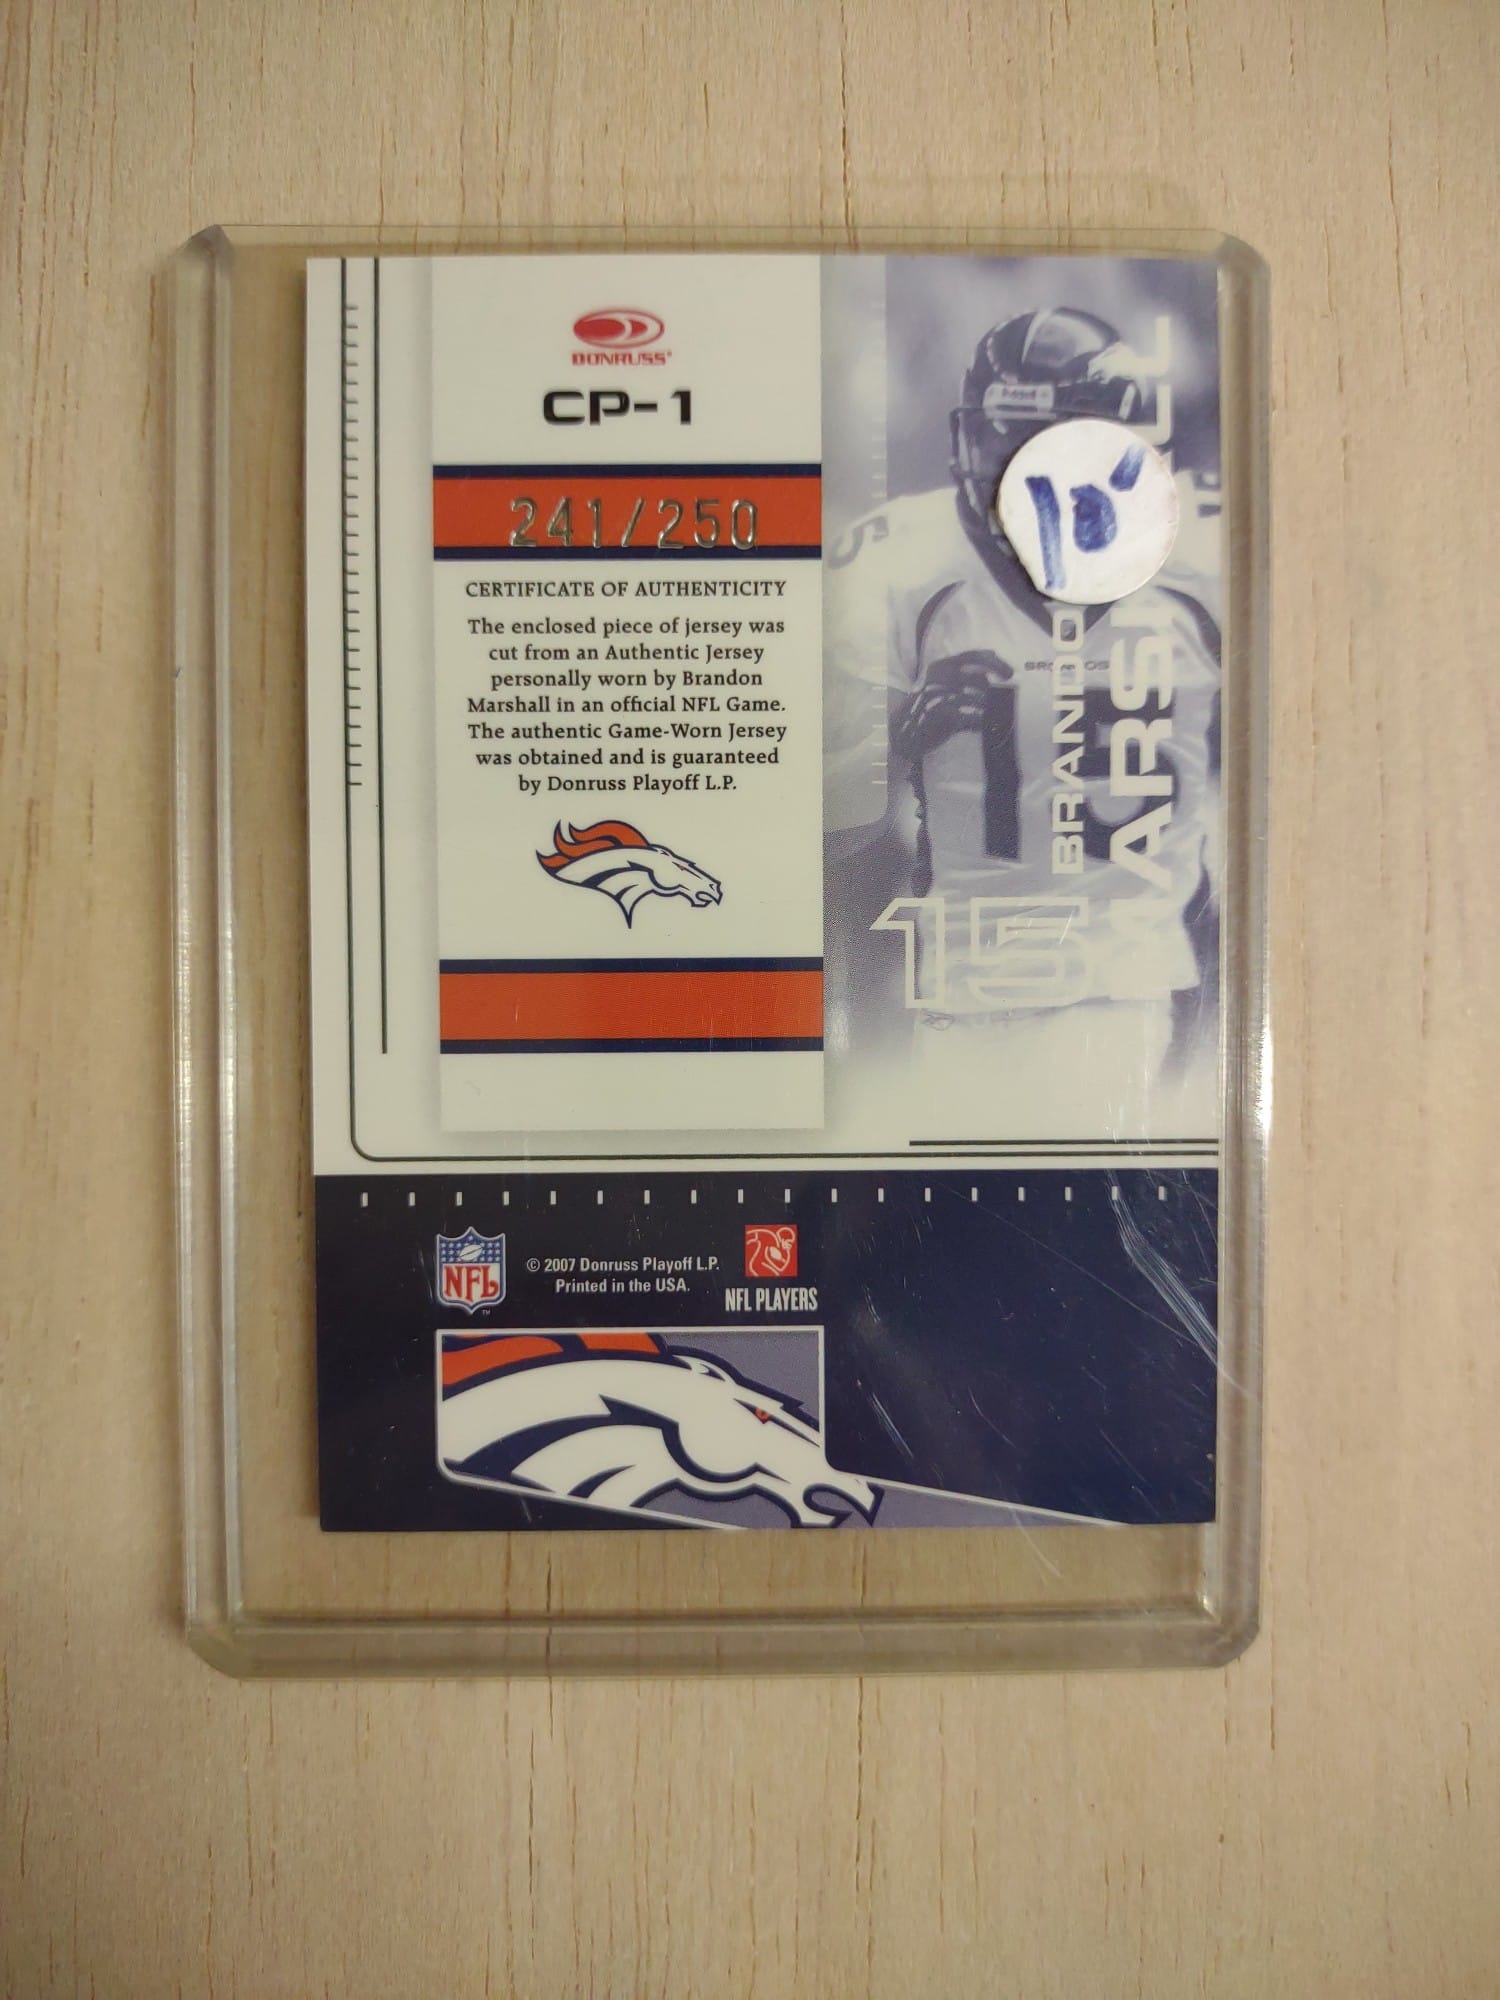 DONRUSS
CP-1
241/250
CERTIFICATE OF AUTHENTICITY
The enclosed piece of jersey was
cut from an Authentic Jersey
personally worn by Brandon
Marshall in an official NFL Game.
The authentic Game-Worn Jersey
was obtained and is guaranteed
by Donruss Playoff L.P.
10
15
NFL
TM
© 2007 Donruss Playoff L.P.
Printed in the USA.
NFL PLAYERS